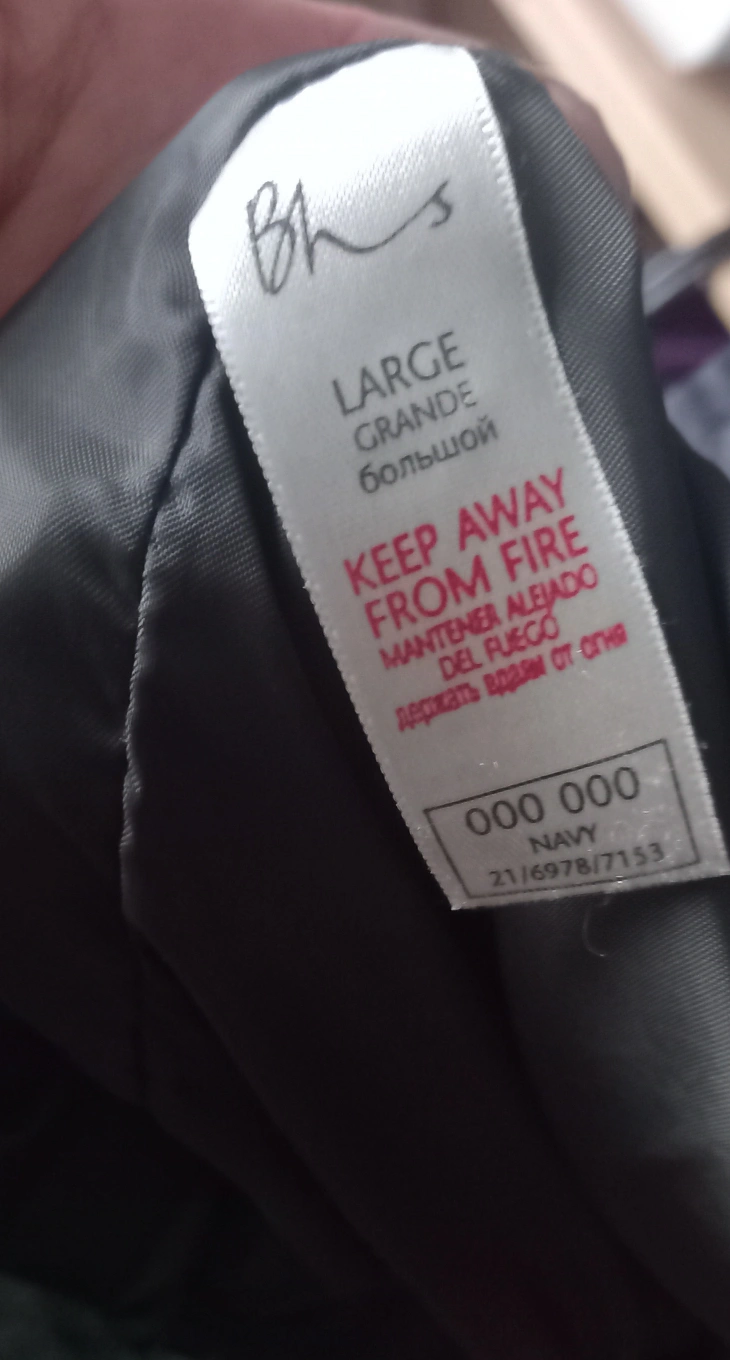 Bhs
LARGE
GRANDE
большой
KEEP AWAY
FROM FIRE
MANTENER ALEJADO
DEL FUEGO
держать вдали от огня
000 000
NAVY
21/6978/7153